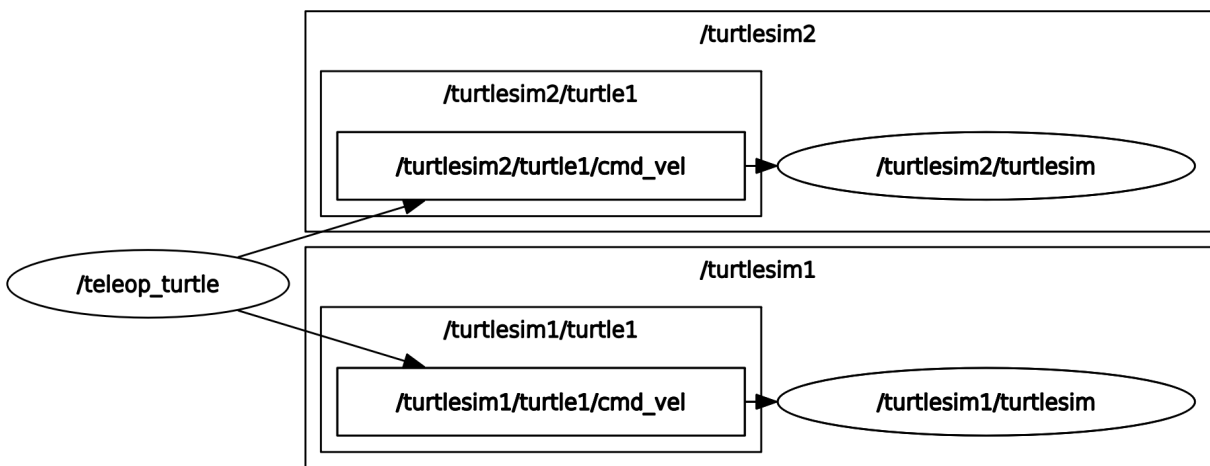 /turtlesim2
/turtlesim2/turtle1
/turtlesim2/turtle1/cmd_vel
/turtlesim2/turtlesim
/teleop_turtle
/turtlesim1
/turtlesim1/turtle1
/turtlesim1/turtle1/cmd_vel
/turtlesim1/turtlesim